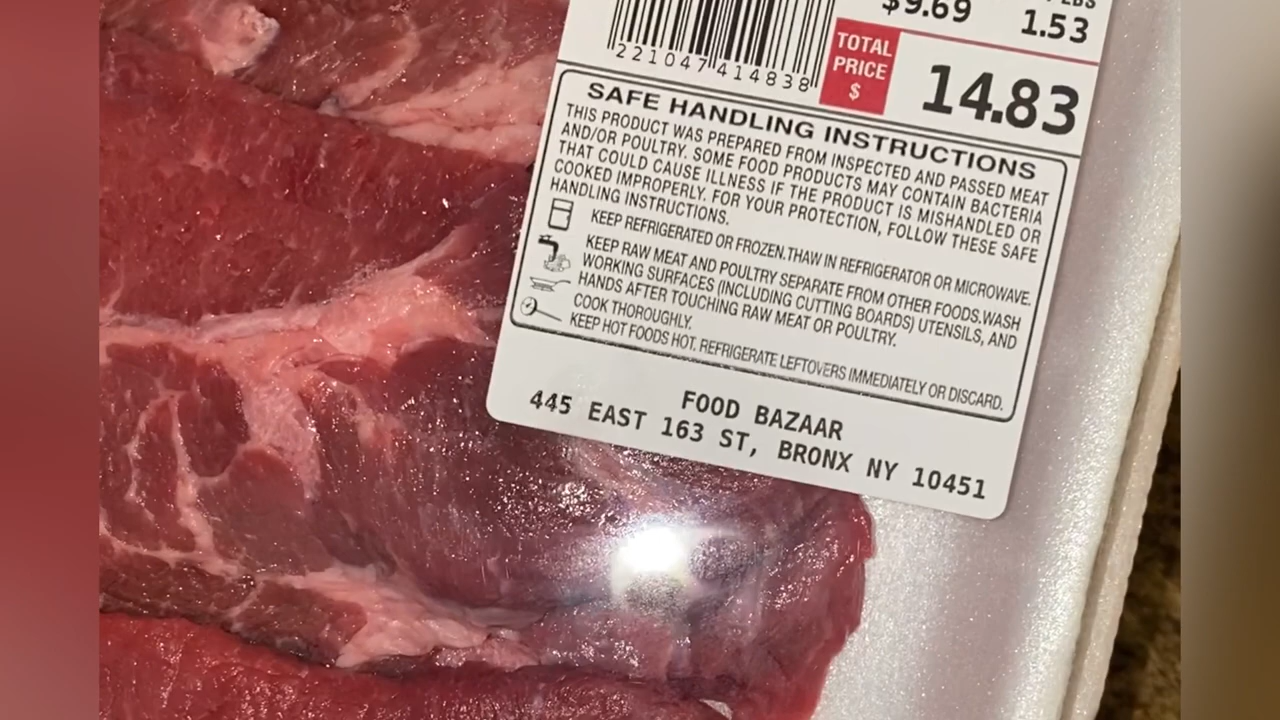 $9.69 1.53
221047414838
TOTAL
PRICE
$
14.83
SAFE HANDLING INSTRUCTIONS
THIS PRODUCT WAS PREPARED FROM INSPECTED AND PASSED MEAT
AND/OR POULTRY. SOME FOOD PRODUCTS MAY CONTAIN BACTERIA
THAT COULD CAUSE ILLNESS IF THE PRODUCT IS MISHANDLED OR
COOKED IMPROPERLY. FOR YOUR PROTECTION, FOLLOW THESE SAFE
HANDLING INSTRUCTIONS.
KEEP REFRIGERATED OR FROZEN.THAW IN REFRIGERATOR OR MICROWAVE.
KEEP RAW MEAT AND POULTRY SEPARATE FROM OTHER FOODS.WASH
WORKING SURFACES (INCLUDING CUTTING BOARDS) UTENSILS, AND
HANDS AFTER TOUCHING RAW MEAT OR POULTRY.
COOK THOROUGHLY.
KEEP HOT FOODS HOT. REFRIGERATE LEFTOVERS IMMEDIATELY OR DISCARD.
FOOD BAZAAR
445 EAST 163 ST, BRONX NY 10451